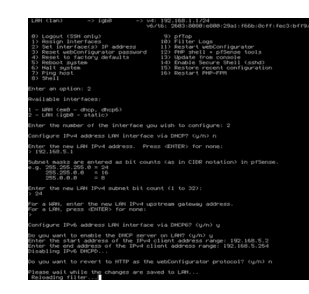 LAN (lan) -> igb0 -> v4: 192.168.1.1/24
0) Logout (SSH only) 9) pfTop
1) Assign Interfaces 10) Filter Logs
2) Set interface(s) IP address 11) Restart webConfigurator
3) Reset webConfigurator password 12) PHP shell + pfSense tools
4) Reset to factory defaults 13) Update from console
5) Reboot system 14) Enable Secure Shell (sshd)
6) Halt system 15) Restore recent configuration
7) Ping host 16) Restart PHP-FPM
8) Shell
Enter an option: 2
Available interfaces:
1 - WAN (em0 - dhcp, dhcp6)
2 - LAN (igb0 - static)
Enter the number of the interface you wish to configure: 2
Configure IPv4 address LAN interface via DHCP? (y/n) n
Enter the new LAN IPv4 address. Press <ENTER> for none:
> 192.168.5.1
Subnet masks are entered as bit counts (as in CIDR notation) in pfSense.
e.g. 255.255.255.0 = 24
255.255.0.0 = 16
255.0.0.0 = 8
Enter the new LAN IPv4 subnet bit count (1 to 32):
> 24
For a WAN, enter the new LAN IPv4 upstream gateway address.
For a LAN, press <ENTER> for none:
>
Configure IPv6 address LAN interface via DHCP6? (y/n) y
Do you want to enable the DHCP server on LAN? (y/n) y
Enter the start address of the IPv4 client address range: 192.168.5.2
Enter the end address of the IPv4 client address range: 192.168.5.254
Disabling IPv6 DHCPD...
Do you want to revert to HTTP as the webConfigurator protocol? (y/n) n
Please wait while the changes are saved to LAN...
Reloading filter...